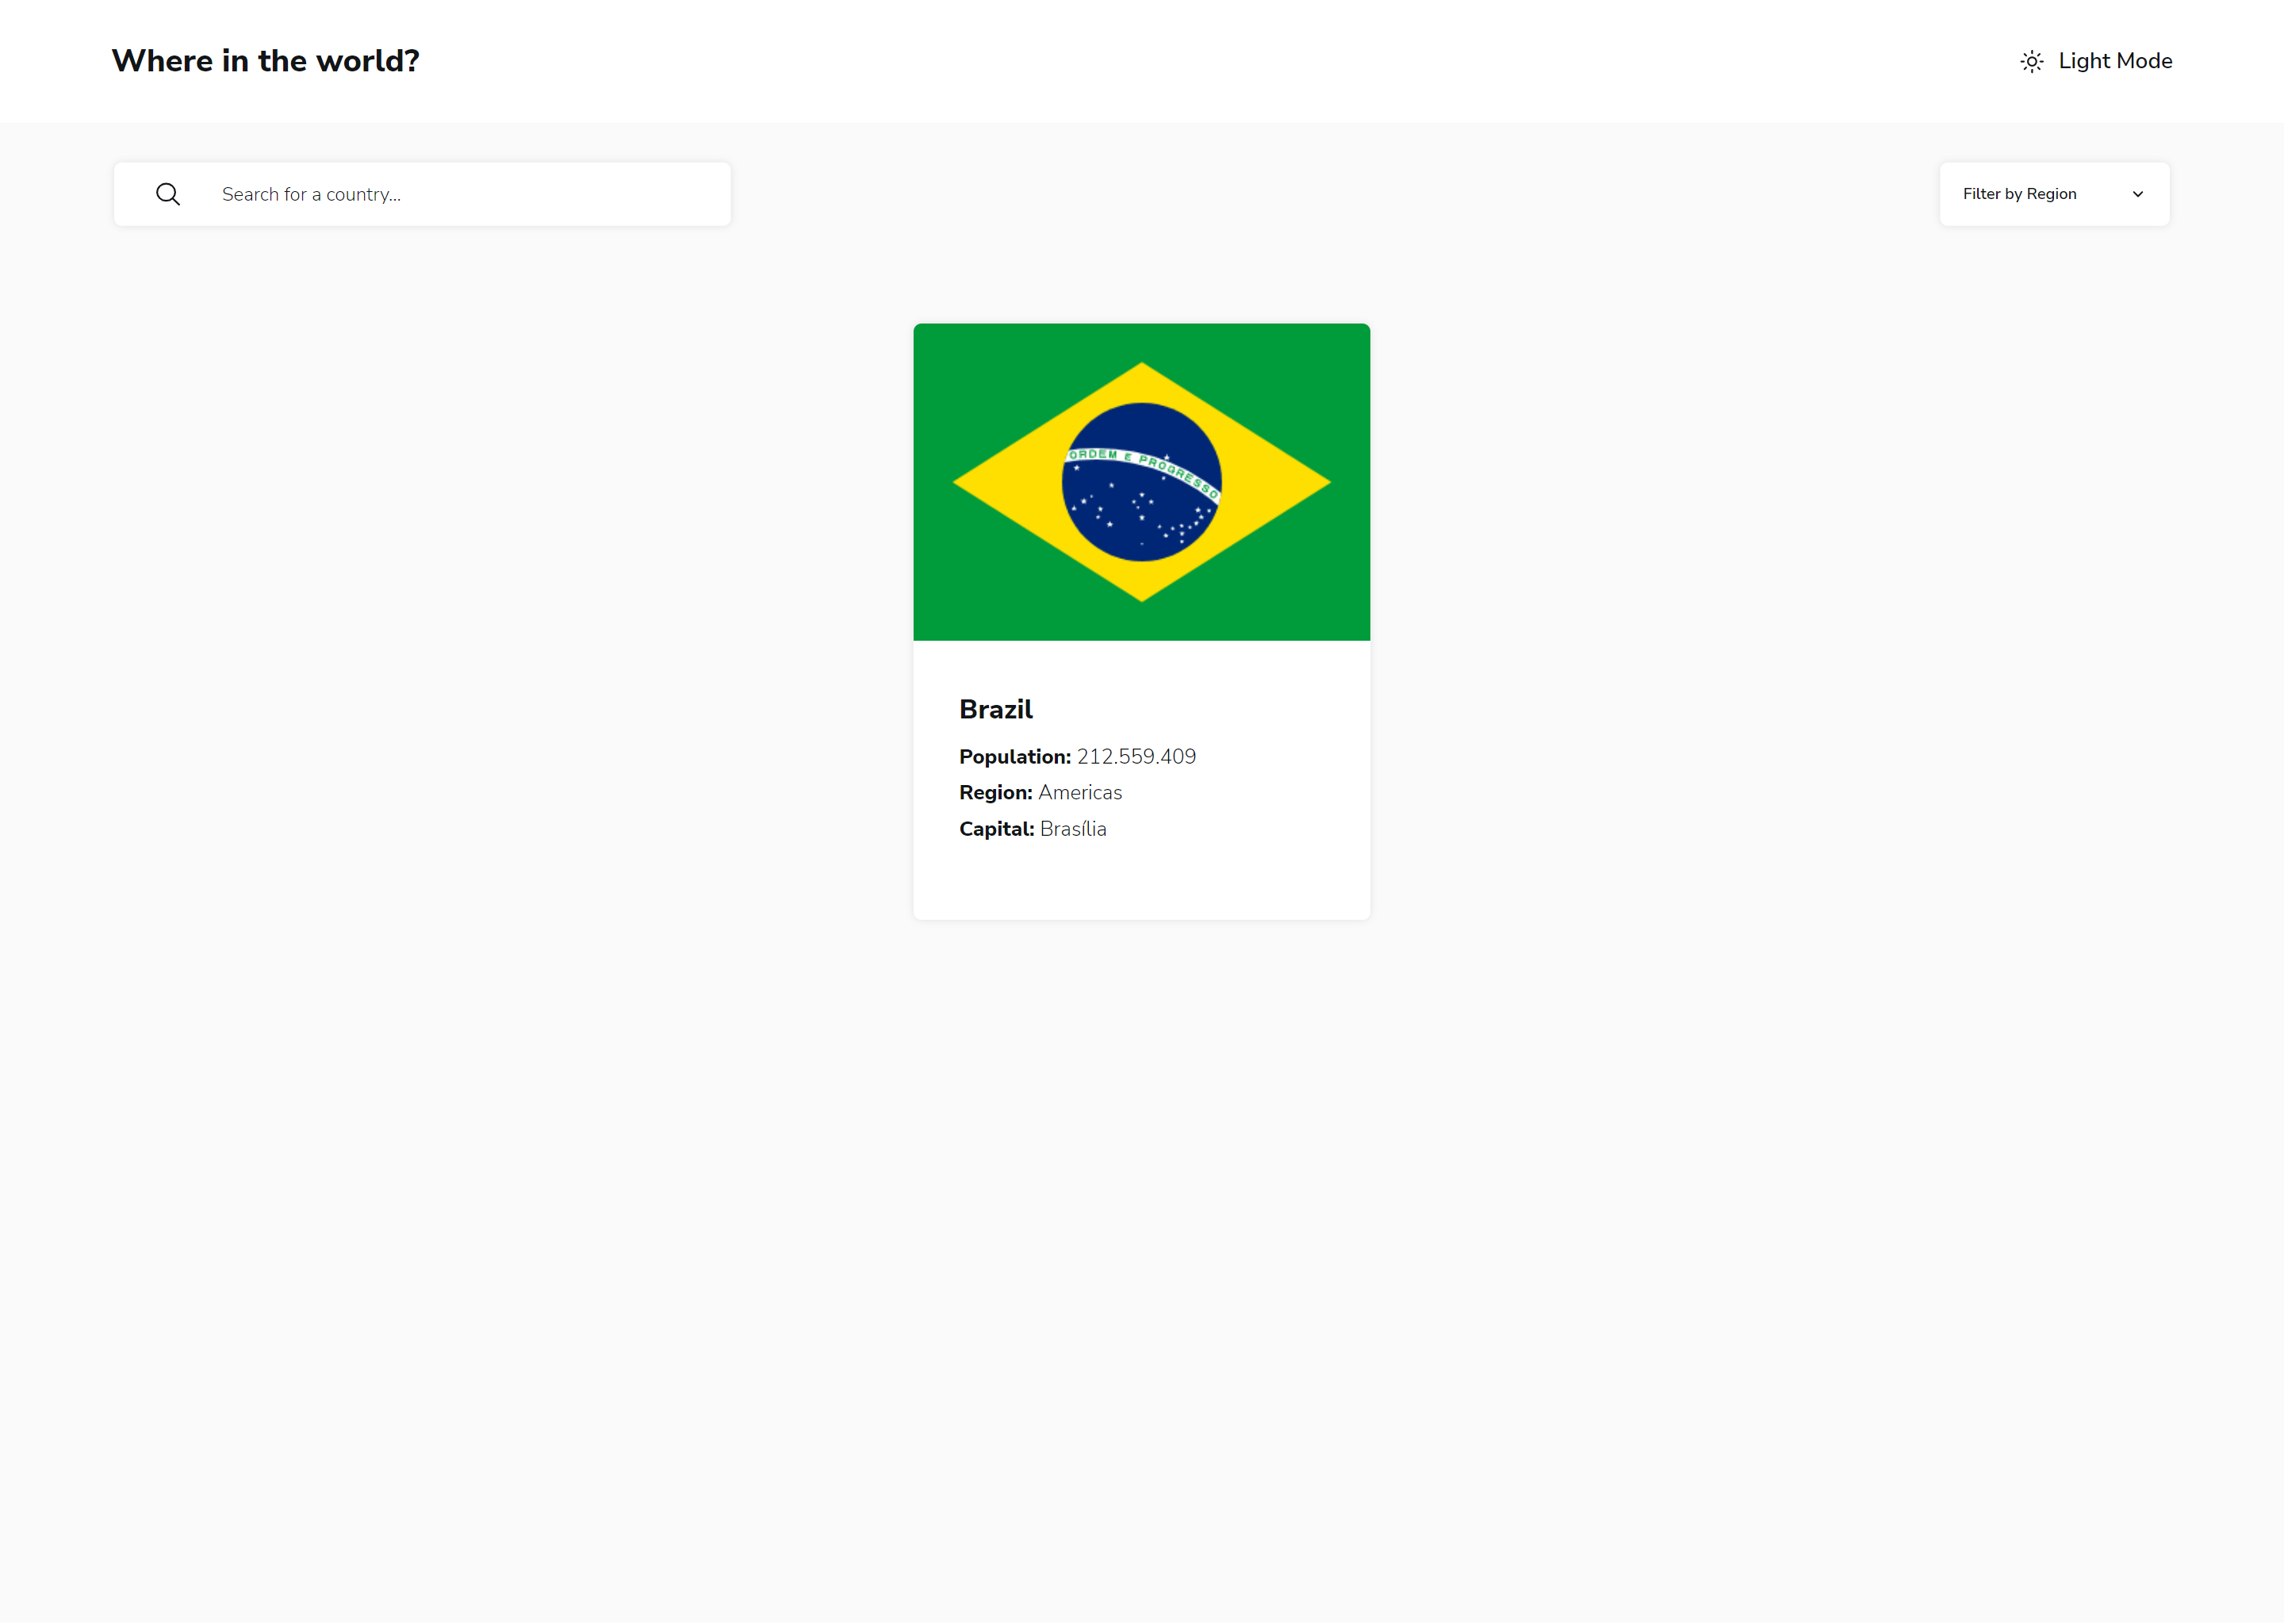 Where in the world?
Light Mode
Search for a country...
Filter by Region
ORDEM E PROGRESSO
Brazil
Population: 212.559.409
Region: Americas
Capital: Brasília